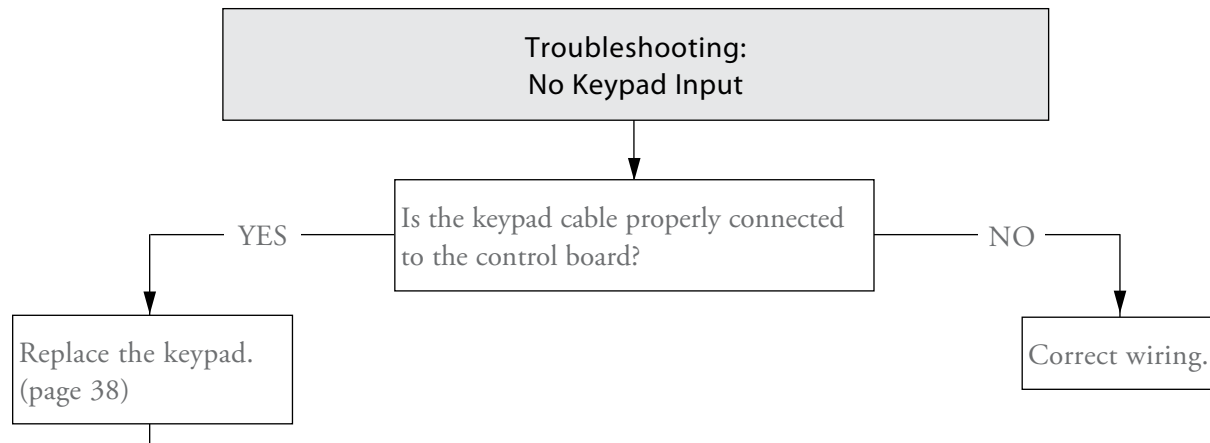 Troubleshooting:
No Keypad Input
Is the keypad cable properly connected
to the control board?
YES
NO
Replace the keypad.
(page 38)
Correct wiring.